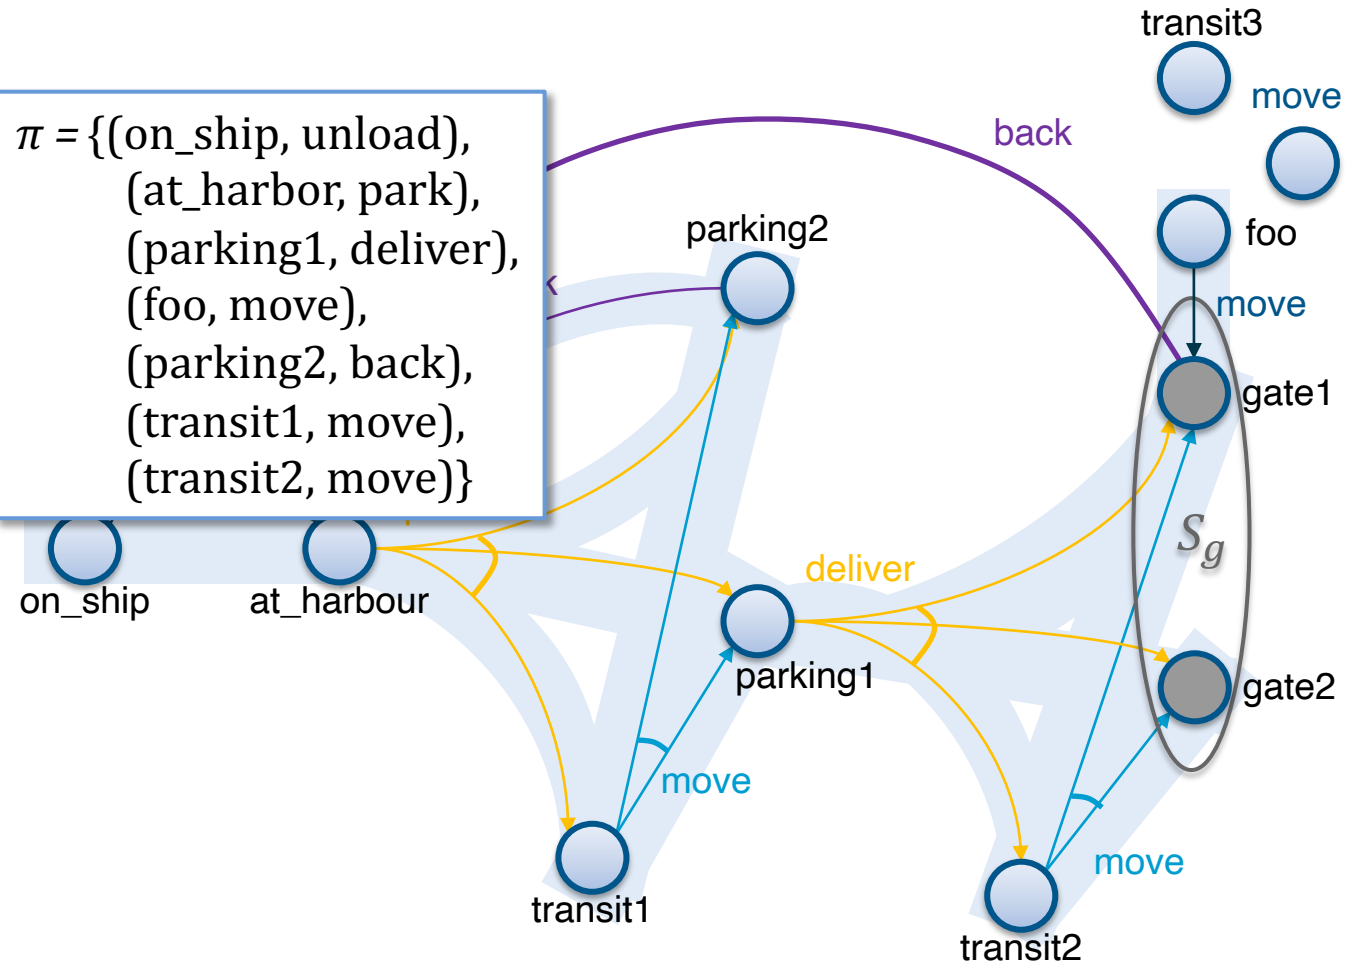 transit3
move
π = {(on_ship, unload),
(at_harbor, park),
(parking1, deliver),
(foo, move),
(parking2, back),
(transit1, move),
(transit2, move)}
back
parking2
foo
k
move
gate1
S_g
deliver
on_ship
at_harbour
parking1
gate2
move
move
transit1
transit2